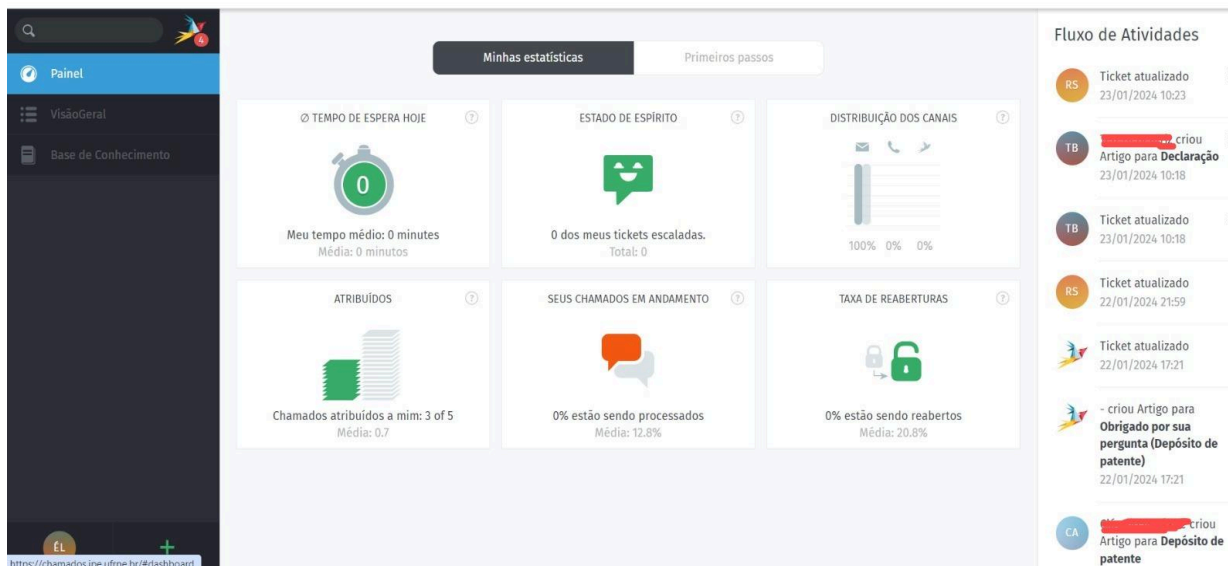 4
Painel
VisãoGeral
Base de Conhecimento
ÉL
+
https://chamados.ipe.ufrpe.br/#dashboard
Minhas estatísticas
Primeiros passos
Ø TEMPO DE ESPERA HOJE
?
0
Meu tempo médio: 0 minutes
Média: 0 minutos
ESTADO DE ESPÍRITO
?
0 dos meus tickets escaladas.
Total: 0
DISTRIBUIÇÃO DOS CANAIS
?
100% 0% 0%
ATRIBUÍDOS
?
Chamados atribuídos a mim: 3 of 5
Média: 0.7
SEUS CHAMADOS EM ANDAMENTO
?
0% estão sendo processados
Média: 12.8%
TAXA DE REABERTURAS
?
0% estão sendo reabertos
Média: 20.8%
Fluxo de Atividades
RS
Ticket atualizado
23/01/2024 10:23
TB
criou
Artigo para Declaração
23/01/2024 10:18
TB
Ticket atualizado
23/01/2024 10:18
RS
Ticket atualizado
22/01/2024 21:59
Ticket atualizado
22/01/2024 17:21
- criou Artigo para
Obrigado por sua
pergunta (Depósito de
patente)
22/01/2024 17:21
CA
criou
Artigo para Depósito de
patente